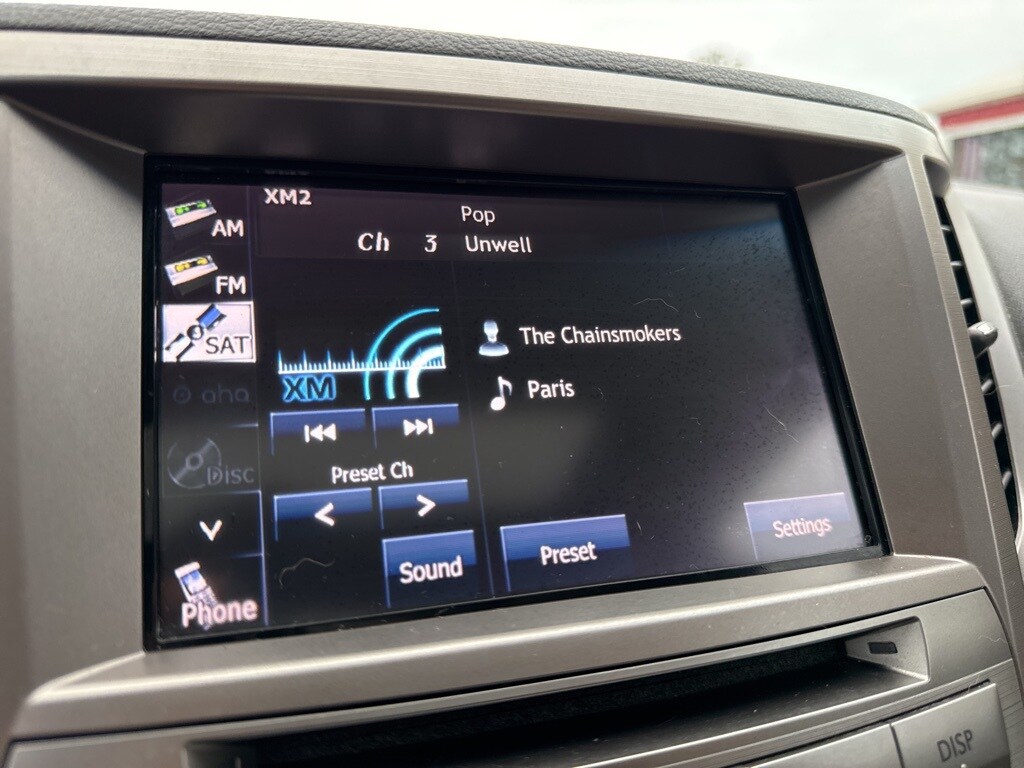 XM2
Pop
Ch 3 Unwell
AM
FM
SAT
aha
Disc
Phone
XM
The Chainsmokers
Paris
Preset Ch
Sound
Preset
Settings
DISP